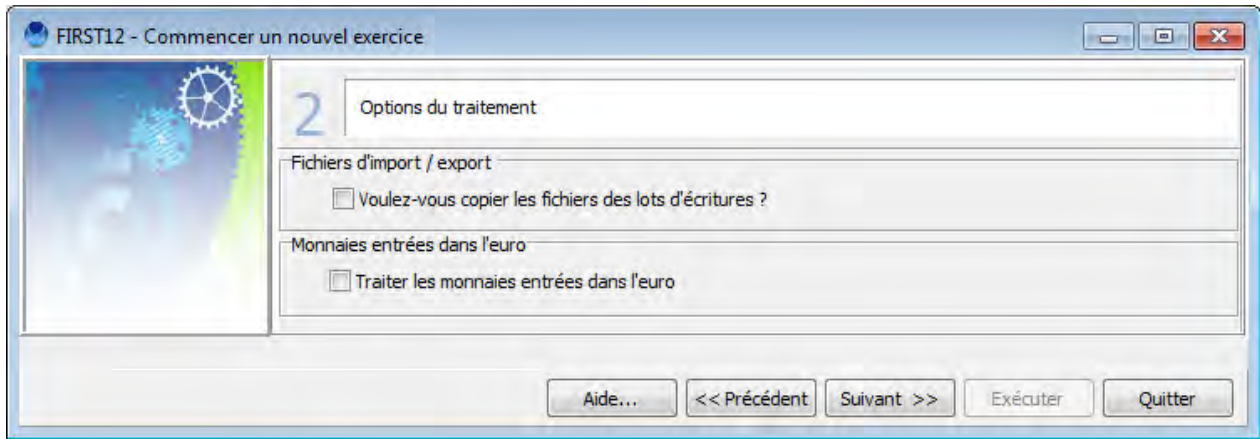 FIRST12 - Commencer un nouvel exercice
2
Options du traitement
Fichiers d'import / export
Voulez-vous copier les fichiers des lots d'écritures ?
Monnaies entrées dans l'euro
Traiter les monnaies entrées dans l'euro
Aide... << Précédent Suivant >> Exécuter Quitter